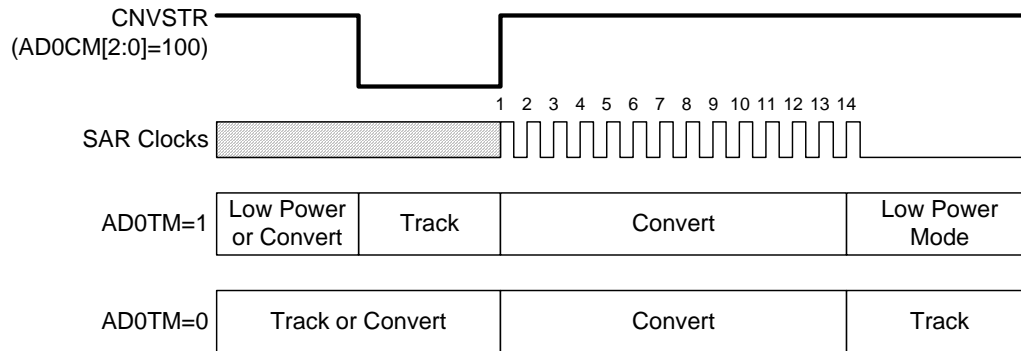 CNVSTR
(AD0CM[2:0]=100)
1 2 3 4 5 6 7 8 9 10 11 12 13 14
SAR Clocks
AD0TM=1
Low Power
or Convert
Track
Convert
Low Power
Mode
AD0TM=0
Track or Convert
Convert
Track